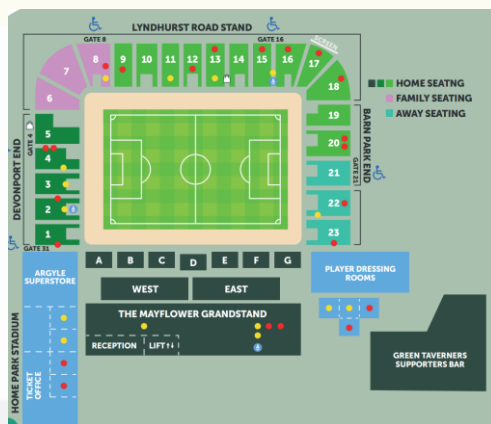 LYNDHURST ROAD STAND
GATE 8
GATE 16
SCREEN
6
7
8
9
10
11
12
13
14
15
16
17
18
HOME SEATING
FAMILY SEATING
AWAY SEATING
DEVONPORT END
GATE 4
5
4
3
2
1
GATE 31
19
20
21
22
23
BARN PARK END
GATE 21
A
B
C
D
E
F
G
WEST
EAST
THE MAYFLOWER GRANDSTAND
RECEPTION
LIFT↑↓
ARGYLE
SUPERSTORE
TICKET
OFFICE
HOME PARK STADIUM
PLAYER DRESSING
ROOMS
GREEN TAVERNERS
SUPPORTERS BAR